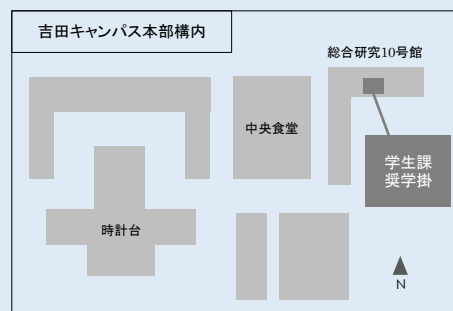 吉田キャンパス本部構内
総合研究10号館
中央食堂
学生課
奨学掛
時計台
N